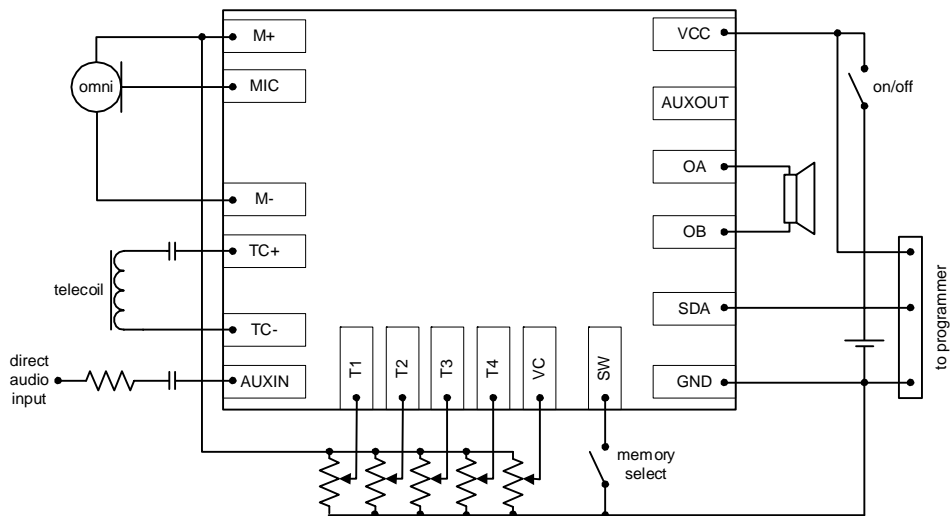 M+
MIC
omni
M-
TC+
telecoil
TC-
direct
audio
input
AUXIN
T1
T2
T3
T4
VC
SW
memory
select
VCC
AUXOUT
OA
OB
SDA
GND
on/off
to programmer